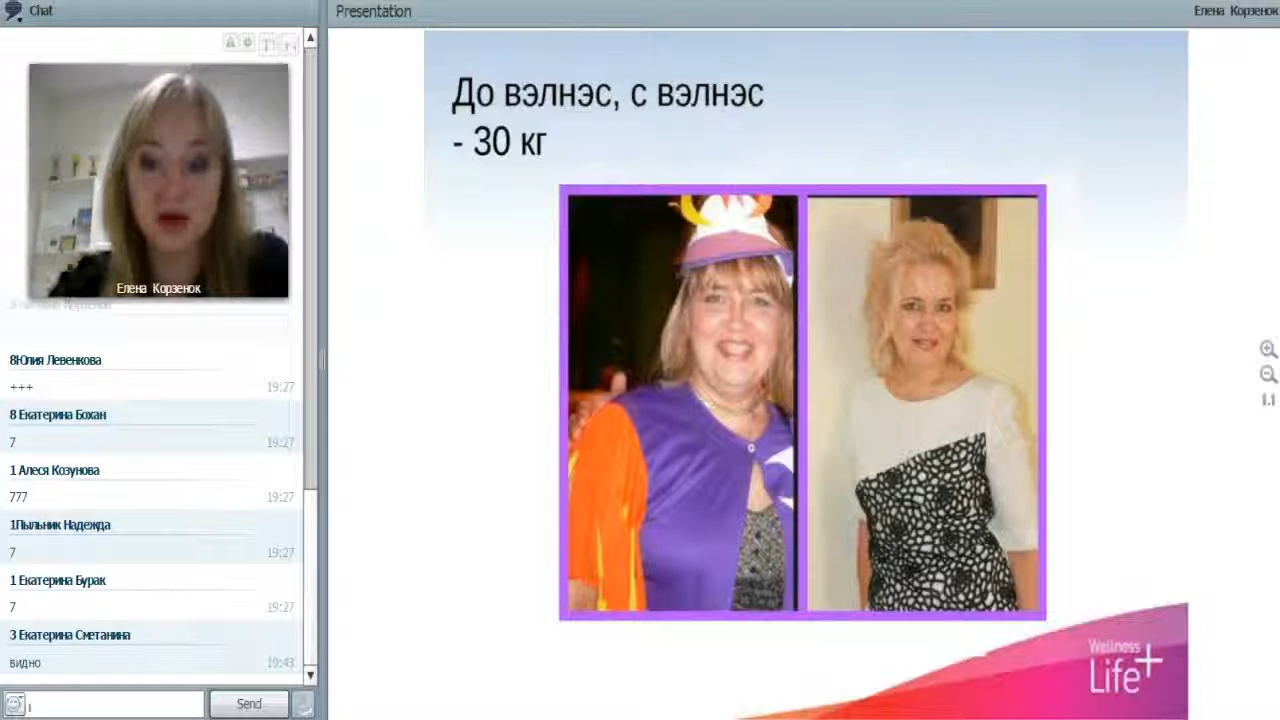 Chat
Елена Корзенок
8Юлия Левенкова
+++ 19:27
8 Екатерина Бохан
7 19:27
1 Алеся Козунова
777 19:27
1Пыльник Надежда
7 19:27
1 Екатерина Бурак
7 19:27
3 Екатерина Сметанина
видно 19:43
Send
Presentation
Елена Корзенок
До вэлнэс, с вэлнэс
- 30 кг
Wellness
Life+
1:1